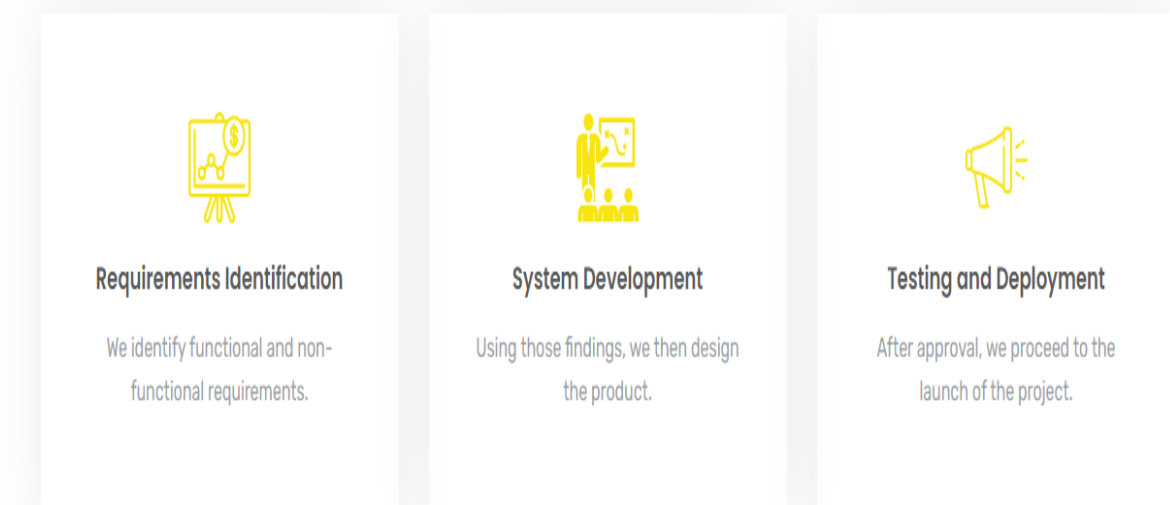 Requirements Identification
We identify functional and non-
functional requirements.
System Development
Using those findings, we then design
the product.
Testing and Deployment
After approval, we proceed to the
launch of the project.